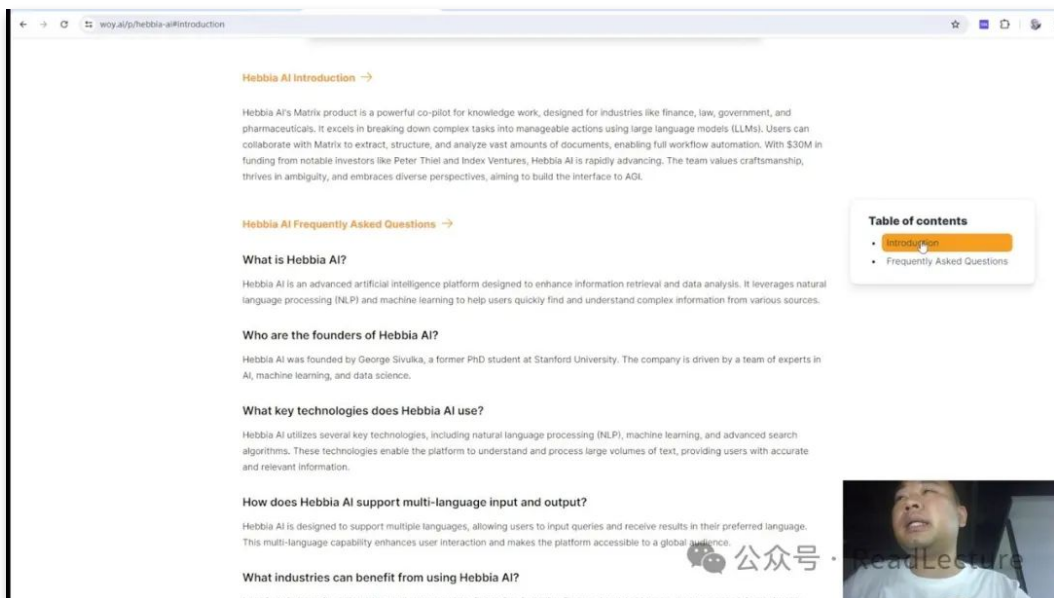 woy.ai/p/hebbia-ai#introduction
Hebbia AI Introduction →
Hebbia AI's Matrix product is a powerful co-pilot for knowledge work, designed for industries like finance, law, government, and
pharmaceuticals. It excels in breaking down complex tasks into manageable actions using large language models (LLMs). Users can
collaborate with Matrix to extract, structure, and analyze vast amounts of documents, enabling full workflow automation. With $30M in
funding from notable investors like Peter Thiel and Index Ventures, Hebbia AI is rapidly advancing. The team values craftsmanship,
thrives in ambiguity, and embraces diverse perspectives, aiming to build the interface to AGI.
Hebbia AI Frequently Asked Questions →
What is Hebbia AI?
Hebbia AI is an advanced artificial intelligence platform designed to enhance information retrieval and data analysis. It leverages natural
language processing (NLP) and machine learning to help users quickly find and understand complex information from various sources.
Who are the founders of Hebbia AI?
Hebbia AI was founded by George Sivulka, a former PhD student at Stanford University. The company is driven by a team of experts in
AI, machine learning, and data science.
What key technologies does Hebbia AI use?
Hebbia AI utilizes several key technologies, including natural language processing (NLP), machine learning, and advanced search
algorithms. These technologies enable the platform to understand and process large volumes of text, providing users with accurate
and relevant information.
How does Hebbia AI support multi-language input and output?
Hebbia AI is designed to support multiple languages, allowing users to input queries and receive results in their preferred language.
This multi-language capability enhances user interaction and makes the platform accessible to a global audience.
What industries can benefit from using Hebbia AI?
Table of contents
• Introduction
• Frequently Asked Questions
公众号 · ReadLecture